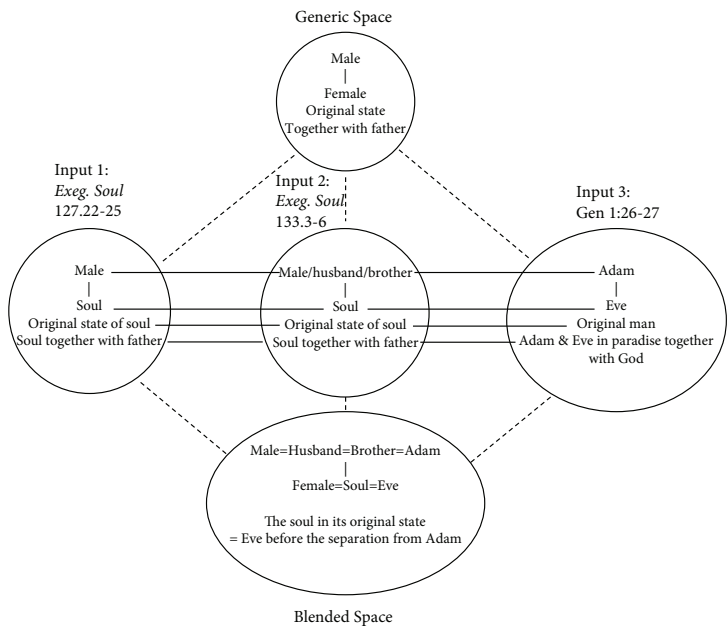 Generic Space
Male
|
Female
Original state
Together with father
Input 1:
Exeg. Soul
127.22-25
Input 2:
Exeg. Soul
133.3-6
Input 3:
Gen 1:26-27
Male
|
Soul
Original state of soul
Soul together with father
Male/husband/brother
|
Soul
Original state of soul
Soul together with father
Adam
|
Eve
Original man
Adam & Eve in paradise together
with God
Male=Husband=Brother=Adam
|
Female=Soul=Eve
The soul in its original state
= Eve before the separation from Adam
Blended Space